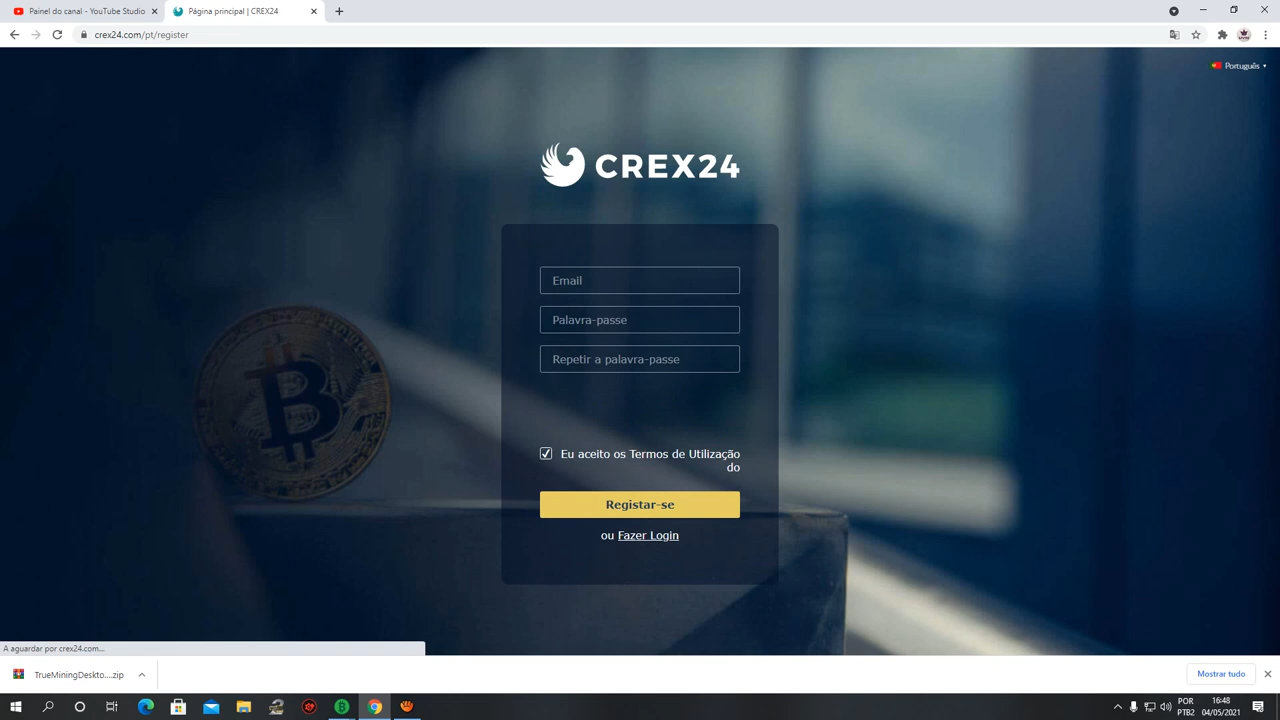 Painel do canal - YouTube Studio
Página principal | CREX24
crex24.com/pt/register
Português
CREX24
Email
Palavra-passe
Repetir a palavra-passe
Eu aceito os Termos de Utilização
do
Registar-se
ou Fazer Login
A aguardar por crex24.com...
TrueMiningDeskto....zip
Mostrar tudo
POR
PTB2
16:48
04/05/2021